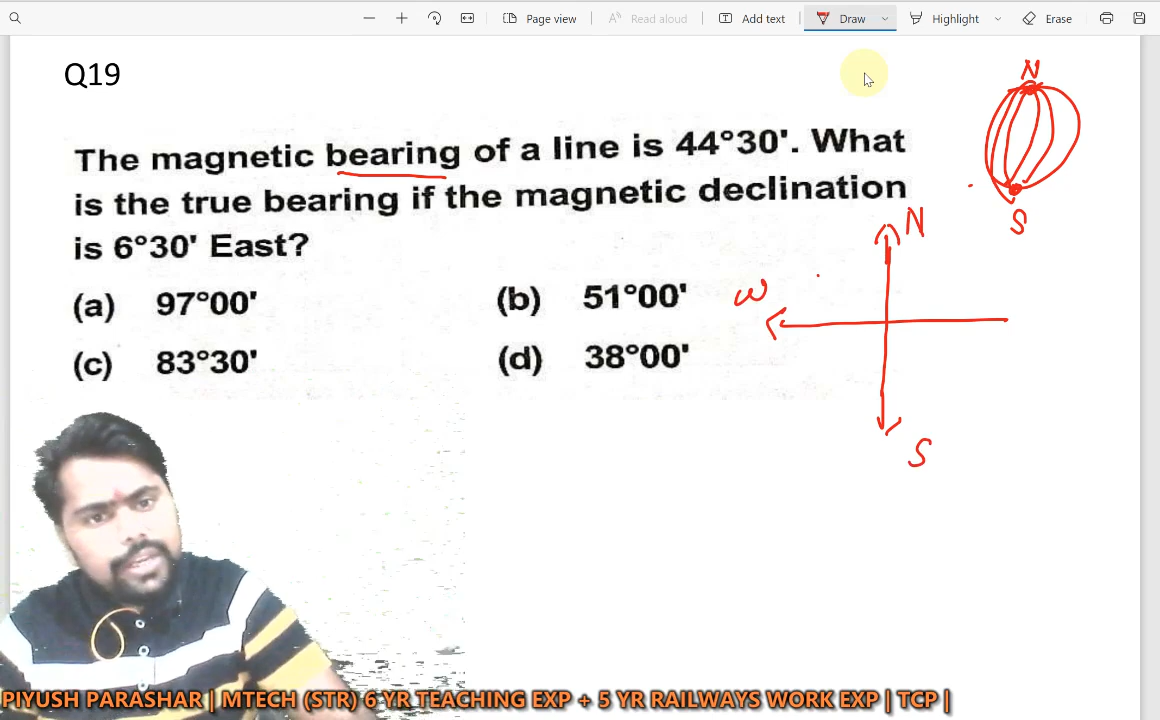 Page view
Read aloud
Add text
Draw
Highlight
Erase
Q19
N
The magnetic bearing of a line is 44°30'. What
is the true bearing if the magnetic declination
is 6°30' East?
S
N
(a) 97°00' (b) 51°00'
W
(c) 83°30' (d) 38°00'
S
PIYUSH PARASHAR | MTECH (STR) 6 YR TEACHING EXP + 5 YR RAILWAYS WORK EXP | TCP |